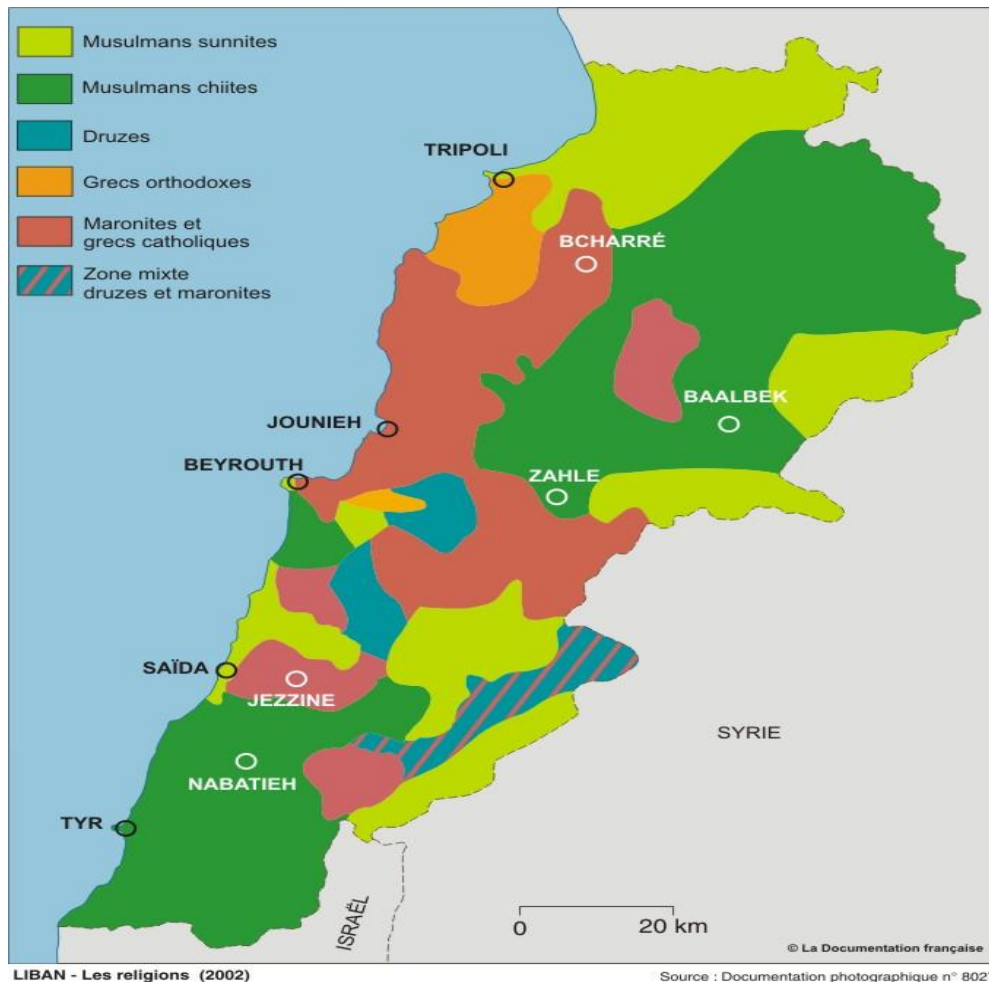 Musulmans sunnites
Musulmans chiites
Druzes
Grecs orthodoxes
Maronites et
grecs catholiques
Zone mixte
druzes et maronites
TRIPOLI
BCHARRÉ
BAALBEK
JOUNIEH
BEYROUTH
ZAHLE
SAÏDA
JEZZINE
SYRIE
NABATIEH
TYR
ISRAËL
0 20 km
© La Documentation française
LIBAN - Les religions (2002)
Source : Documentation photographique n° 8027